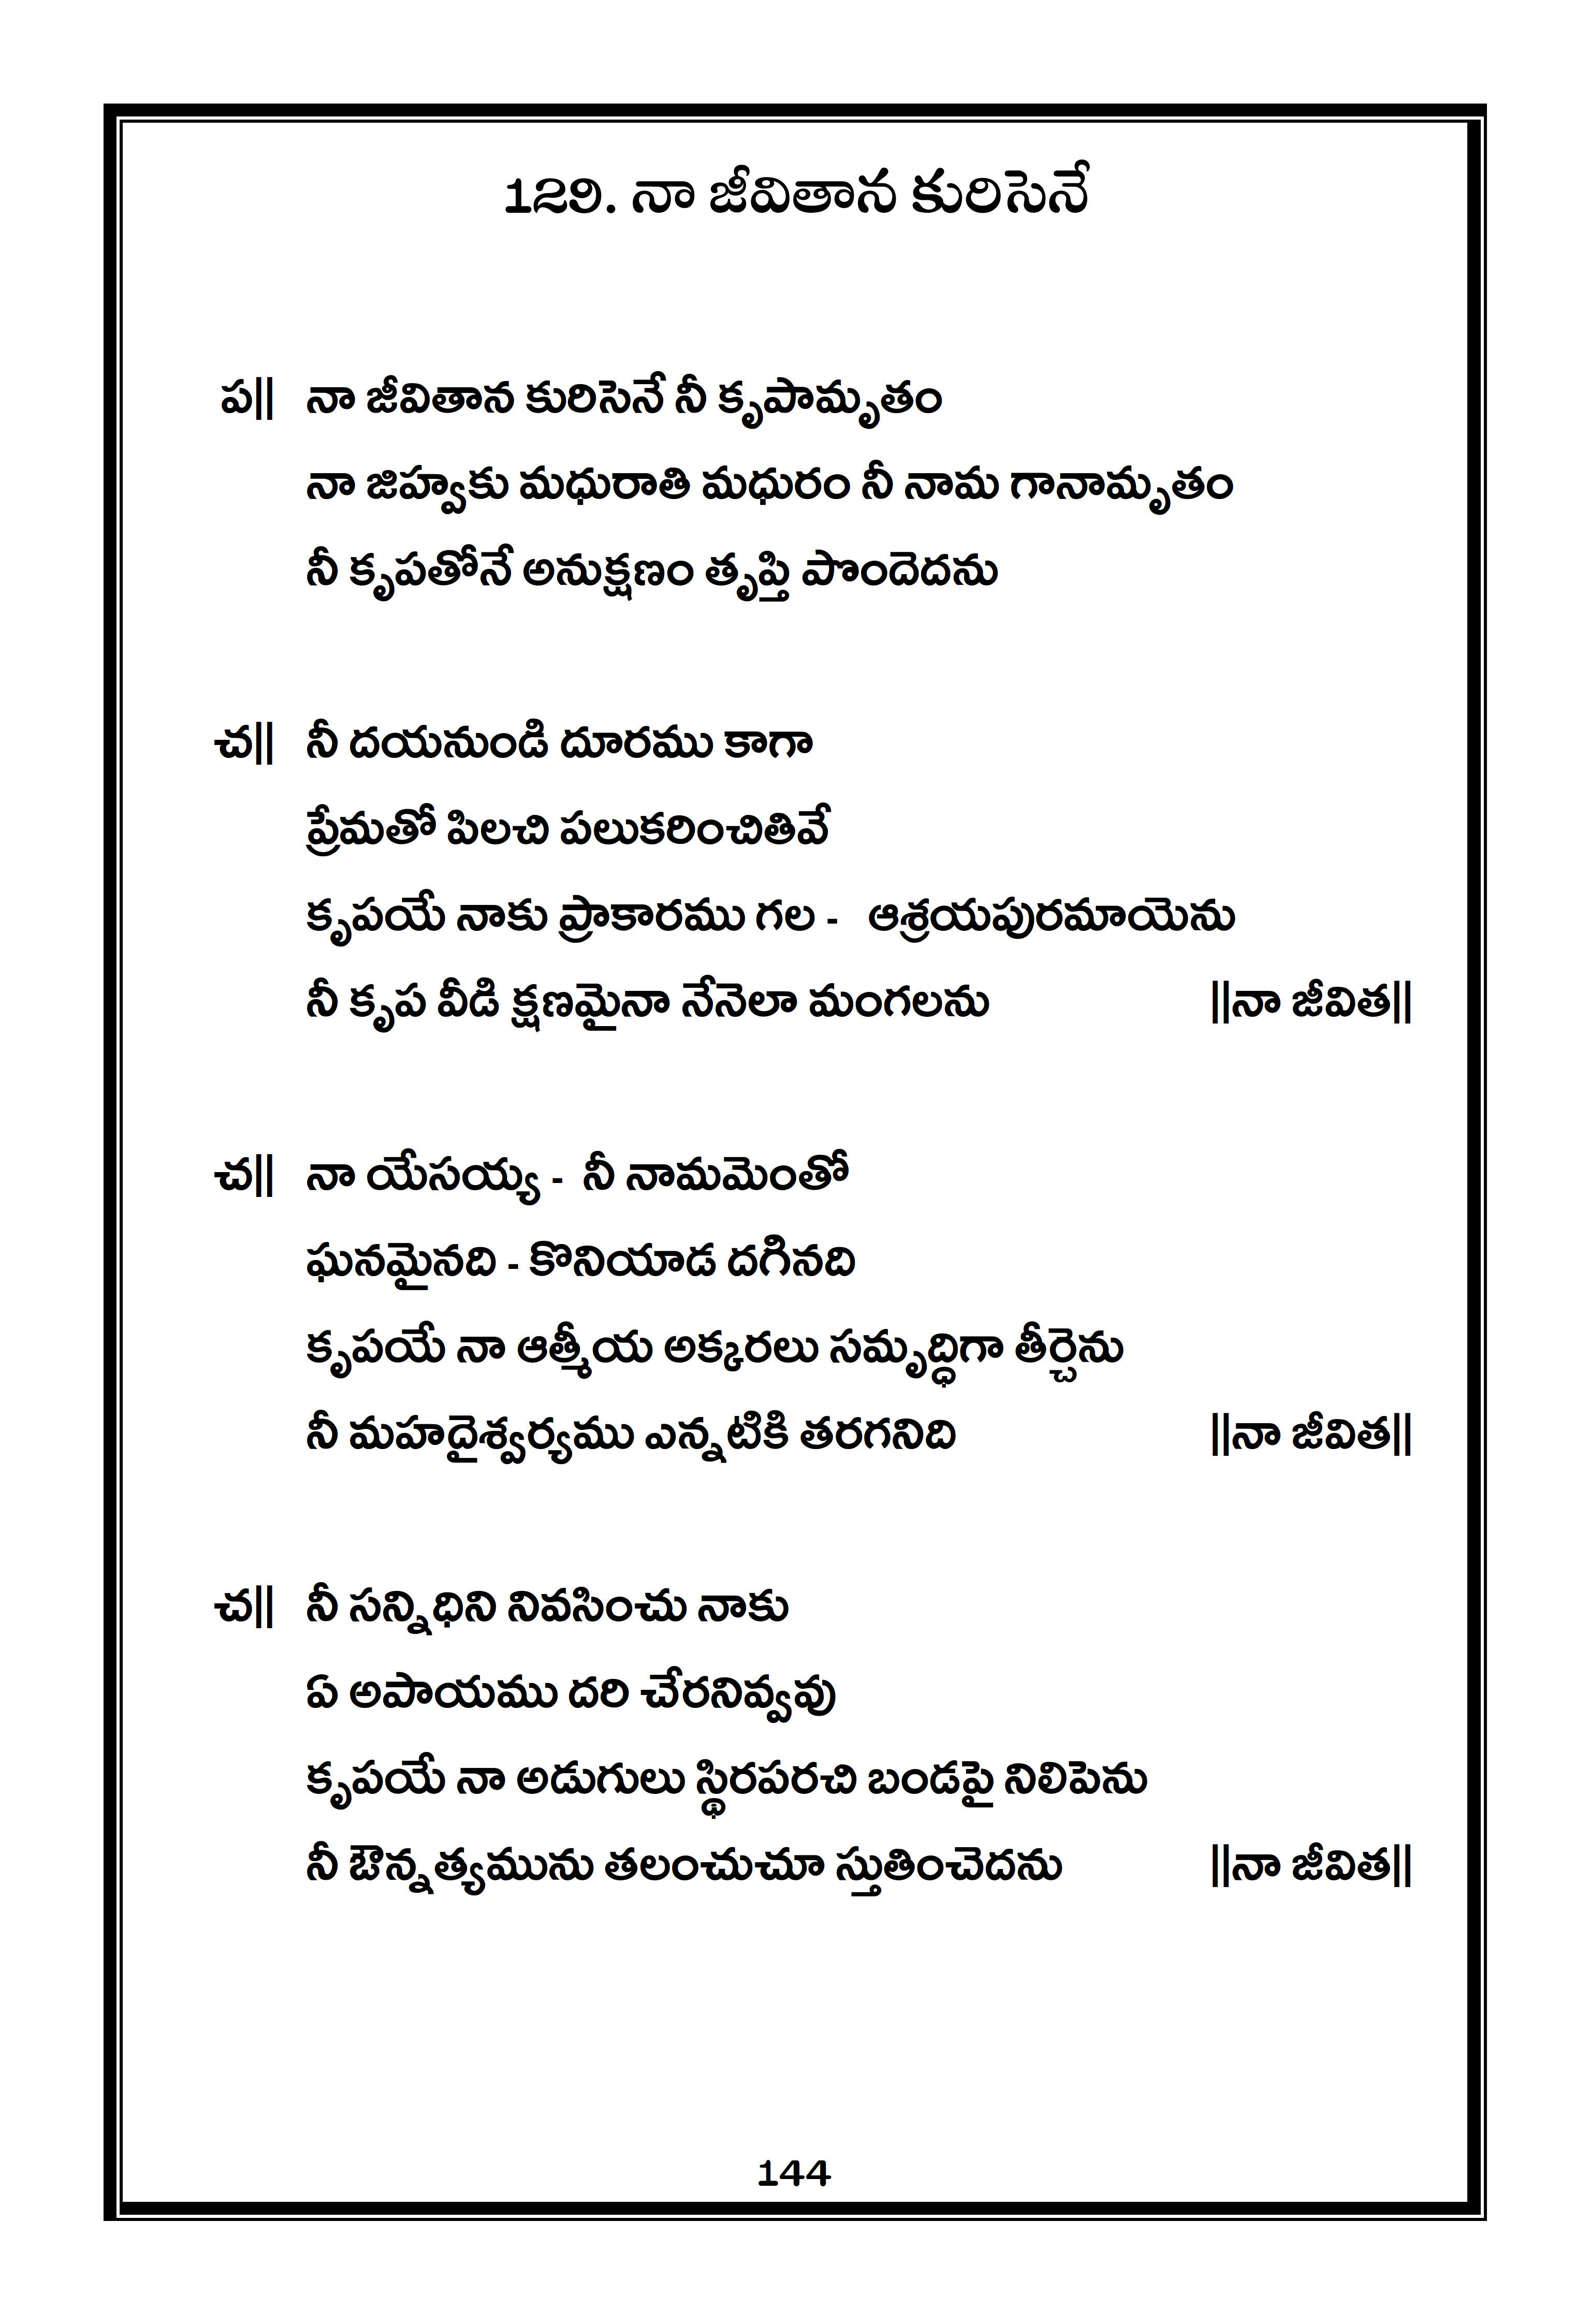 129. నా జీవితాన కురిసెనే
ప|| నా జీవితాన కురిసెనే నీ కృపామృతం
నా జిహ్వకు మధురాతి మధురం నీ నామ గానామృతం
నీ కృపతోనే అనుక్షణం తృప్తి పొందెదను
చ|| నీ దయనుండి దూరము కాగా
ప్రేమతో పిలచి పలుకరించితివే
కృపయే నాకు ప్రాకారము గల - ఆశ్రయపురమాయెను
నీ కృప వీడి క్షణమైనా నేనెలా మంగలను ||నా జీవిత||
చ|| నా యేసయ్య - నీ నామమెంతో
ఘనమైనది - కొనియాడ దగినది
కృపయే నా ఆత్మీయ అక్కరలు సమృద్ధిగా తీర్చెను
నీ మహదైశ్వర్యము ఎన్నటికి తరగనిది ||నా జీవిత||
చ|| నీ సన్నిధిని నివసించు నాకు
ఏ అపాయము దరి చేరనివ్వవు
కృపయే నా అడుగులు స్థిరపరచి బండపై నిలిపెను
నీ ఔన్నత్యమును తలంచుచూ స్తుతించెదను ||నా జీవిత||
144